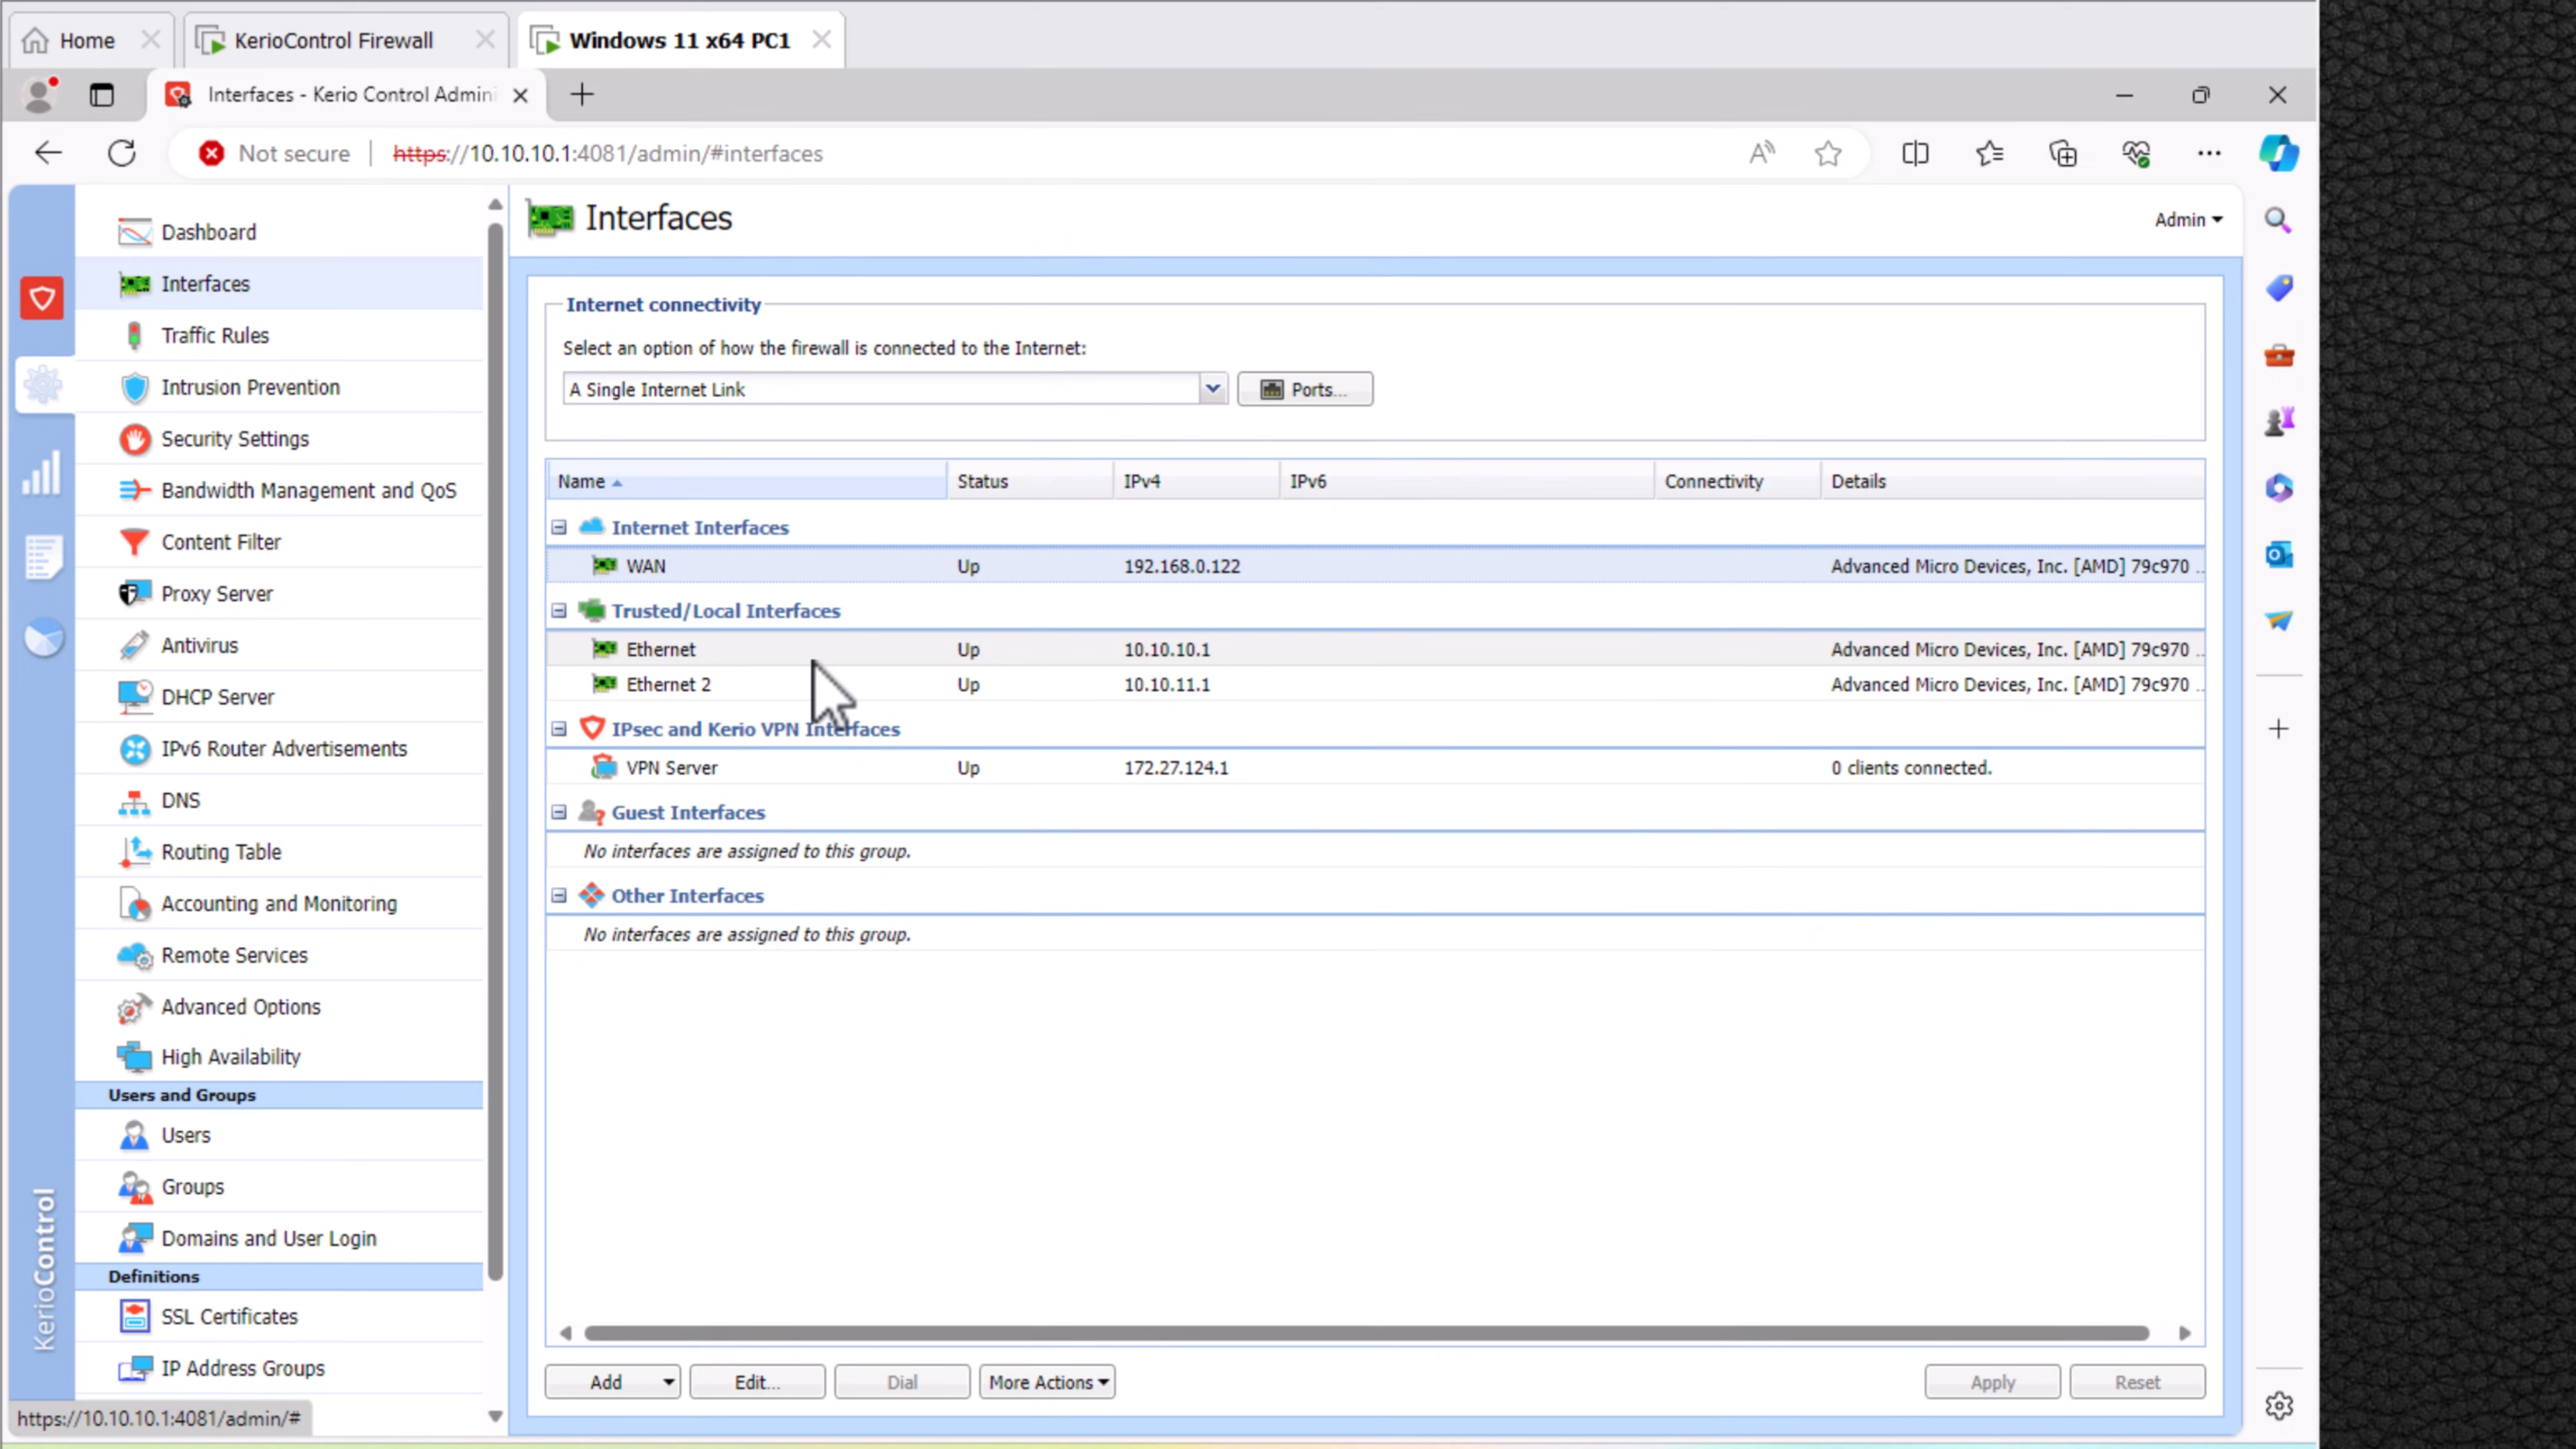 Home
KerioControl Firewall
Windows 11 x64 PC1
Interfaces - Kerio Control Admini
Not secure
https://10.10.10.1:4081/admin/#interfaces
Dashboard
Interfaces
Traffic Rules
Intrusion Prevention
Security Settings
Bandwidth Management and QoS
Content Filter
Proxy Server
Antivirus
DHCP Server
IPv6 Router Advertisements
DNS
Routing Table
Accounting and Monitoring
Remote Services
Advanced Options
High Availability
Users and Groups
Users
Groups
Domains and User Login
Definitions
SSL Certificates
IP Address Groups
KerioControl
https://10.10.10.1:4081/admin/#
Interfaces
Admin
Internet connectivity
Select an option of how the firewall is connected to the Internet:
A Single Internet Link
Ports...
Name Status IPv4 IPv6 Connectivity Details
Internet Interfaces
WAN Up 192.168.0.122 Advanced Micro Devices, Inc. [AMD] 79c970 ...
Trusted/Local Interfaces
Ethernet Up 10.10.10.1 Advanced Micro Devices, Inc. [AMD] 79c970 ...
Ethernet 2 Up 10.10.11.1 Advanced Micro Devices, Inc. [AMD] 79c970 ...
IPsec and Kerio VPN Interfaces
VPN Server Up 172.27.124.1 0 clients connected.
Guest Interfaces
No interfaces are assigned to this group.
Other Interfaces
No interfaces are assigned to this group.
Add
Edit...
Dial
More Actions
Apply
Reset